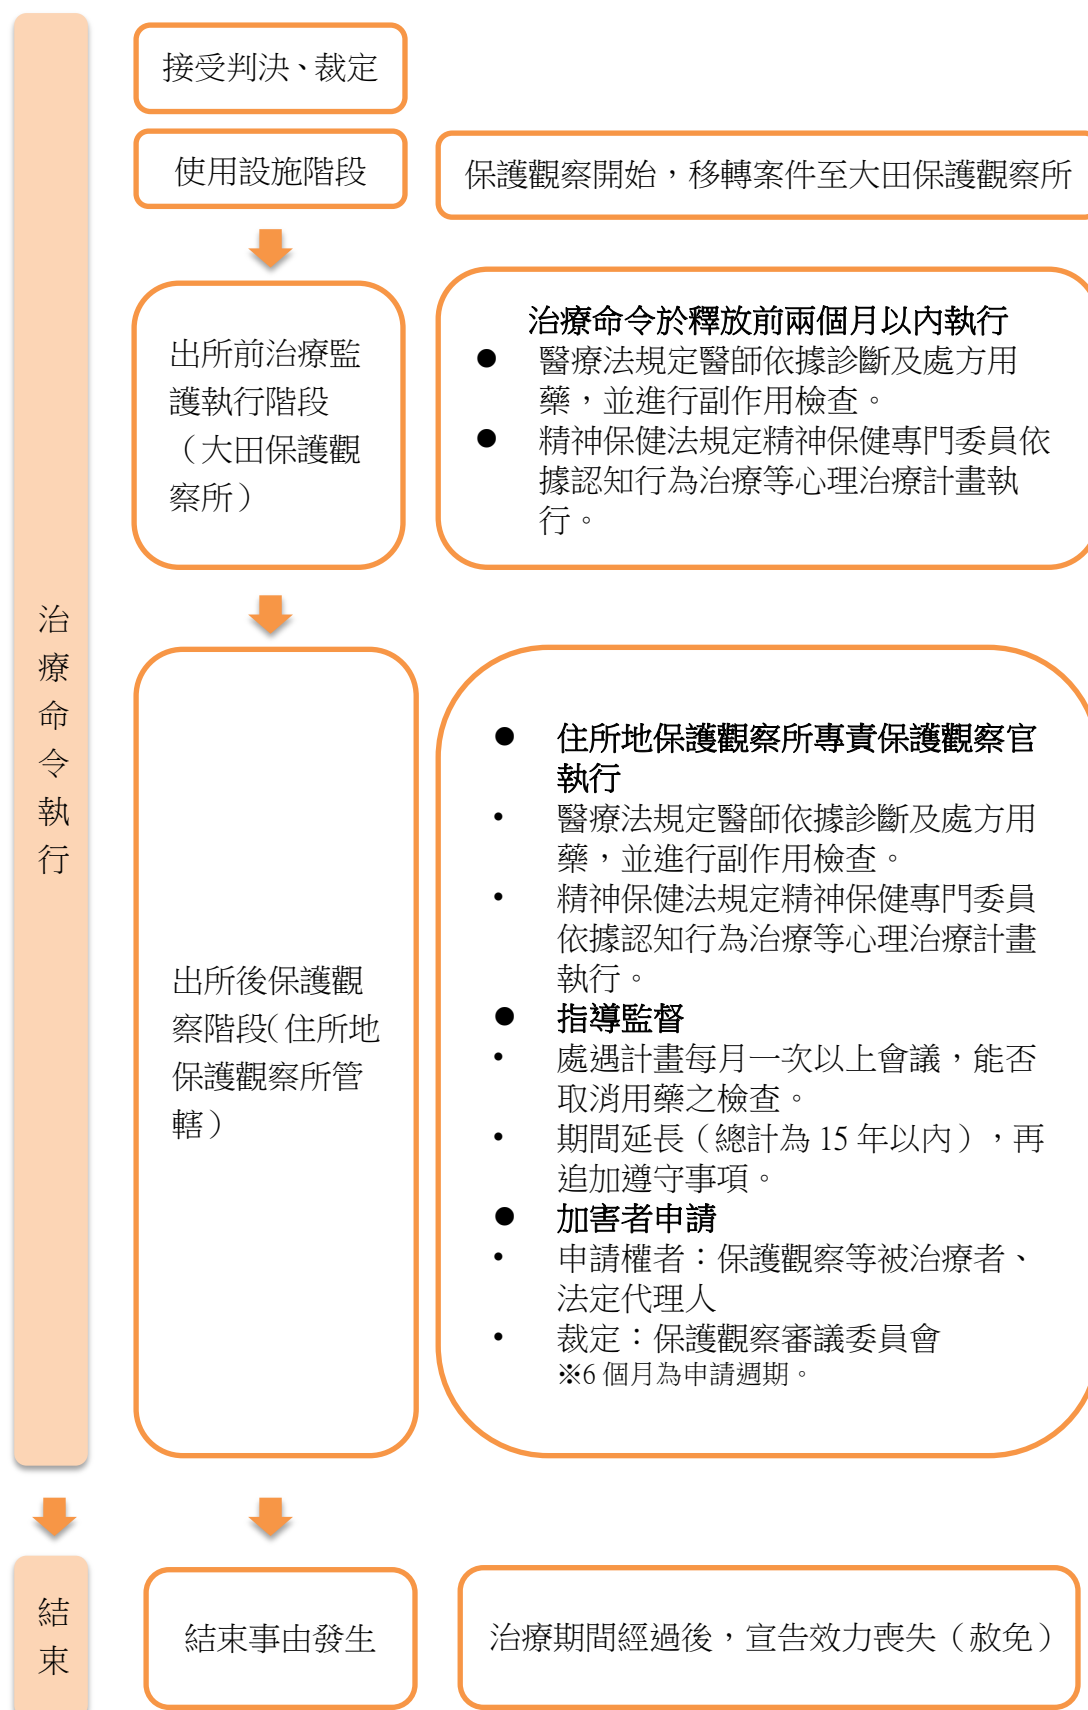 治療命令執行
接受判決、裁定
使用設施階段
保護觀察開始，移轉案件至大田保護觀察所
出所前治療監
護執行階段
（大田保護觀
察所）
治療命令於釋放前兩個月以內執行
● 醫療法規定醫師依據診斷及處方用
藥，並進行副作用檢查。
● 精神保健法規定精神保健專門委員依
據認知行為治療等心理治療計畫執
行。
出所後保護觀
察階段（住所地
保護觀察所管
轄）
● 住所地保護觀察所專責保護觀察官
執行
• 醫療法規定醫師依據診斷及處方用
藥，並進行副作用檢查。
• 精神保健法規定精神保健專門委員
依據認知行為治療等心理治療計畫
執行。
● 指導監督
• 處遇計畫每月一次以上會議，能否
取消用藥之檢查。
• 期間延長（總計為 15 年以內），再
追加遵守事項。
● 加害者申請
• 申請權者：保護觀察等被治療者、
法定代理人
• 裁定：保護觀察審議委員會
※6 個月為申請週期。
結束
結束事由發生
治療期間經過後，宣告效力喪失（赦免）